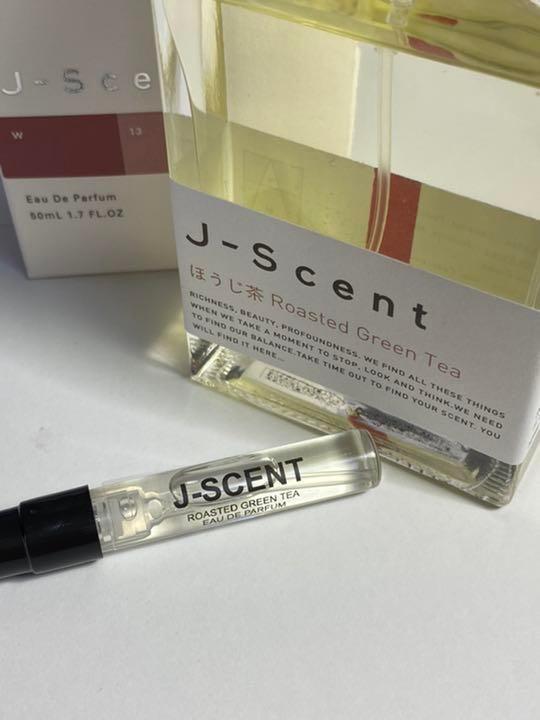 J-Sce
W 13
Eau De Parfum
50mL 1.7 FL.OZ
J-Scent
ほうじ茶 Roasted Green Tea
RICHNESS, BEAUTY, PROFOUNDNESS. WE FIND ALL THESE THINGS
WHEN WE TAKE A MOMENT TO STOP, LOOK AND THINK.WE NEED
TO FIND OUR BALANCE.TAKE TIME OUT TO FIND YOUR SCENT. YOU
WILL FIND IT HERE...
J-SCENT
ROASTED GREEN TEA
EAU DE PARFUM